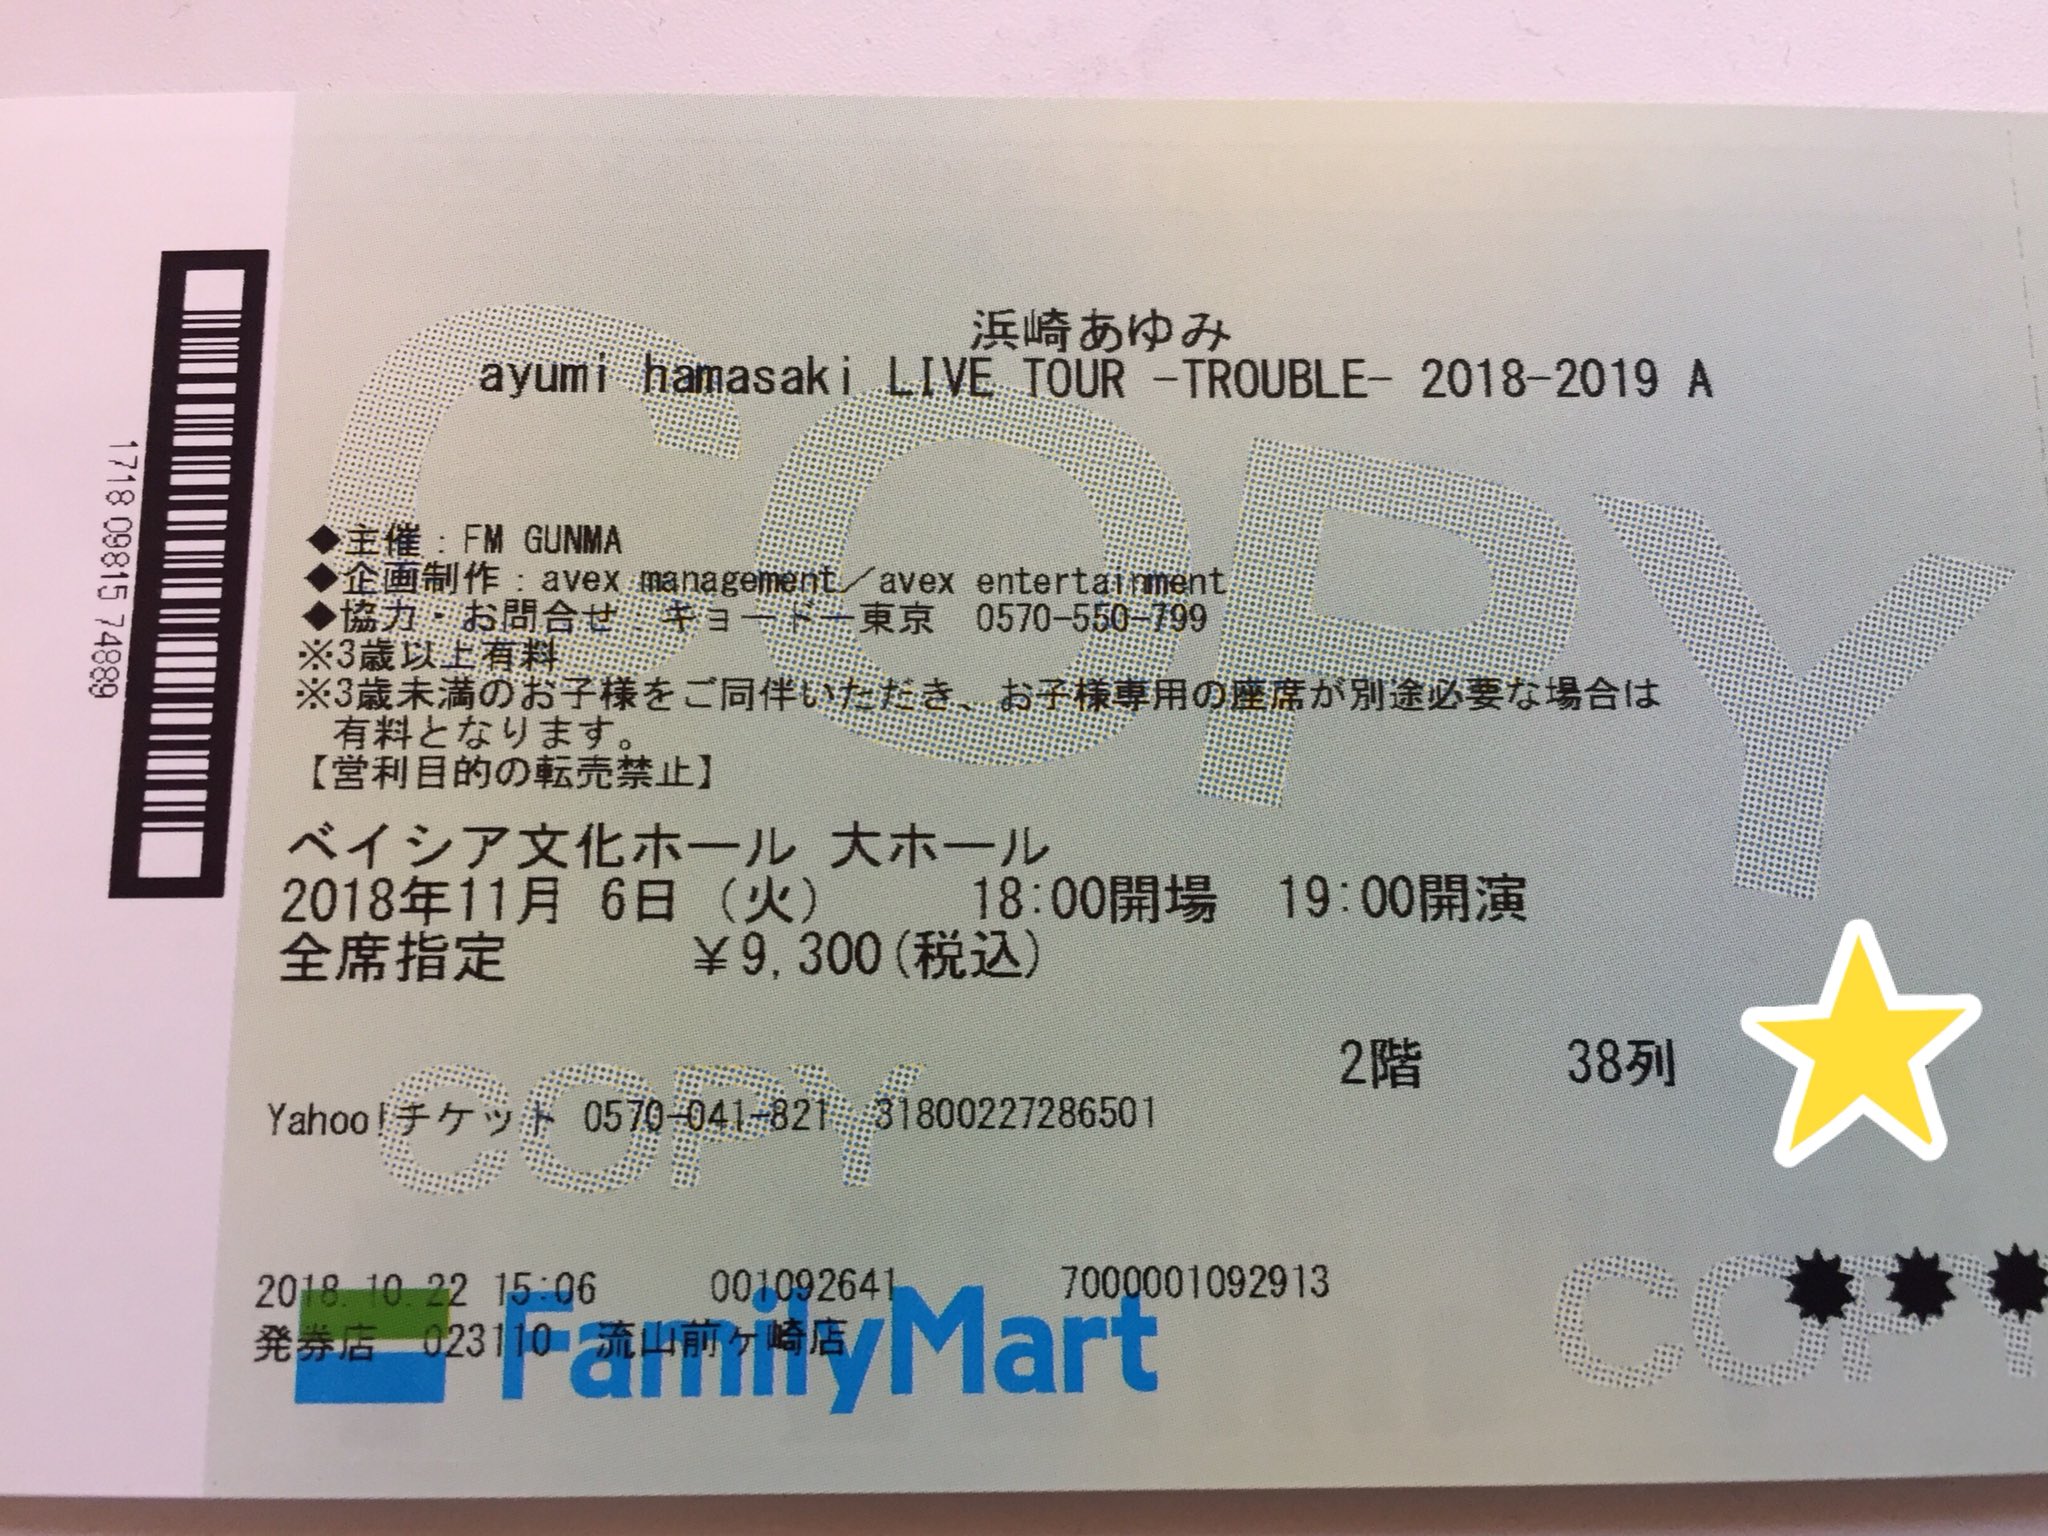 浜崎あゆみ
ayumi hamasaki LIVE TOUR -TROUBLE- 2018-2019 A
◆主催：FM GUNMA
◆企画制作：avex management／avex entertainment
◆協力・お問合せ　キョードー東京　0570-550-799
※3歳以上有料
※3歳未満のお子様をご同伴いただき、お子様専用の座席が別途必要な場合は
有料となります。
【営利目的の転売禁止】
ベイシア文化ホール 大ホール
2018年11月 6日（火）　18:00開場　19:00開演
全席指定　¥9,300(税込)
2階　38列
Yahoo!チケット 0570-041-821　31800227286501
2018.10.22 15:06　001092641　7000001092913
発券店　023110　流山前ヶ崎店
FamilyMart
1718 09815 74889
COPY
COPY
COPY